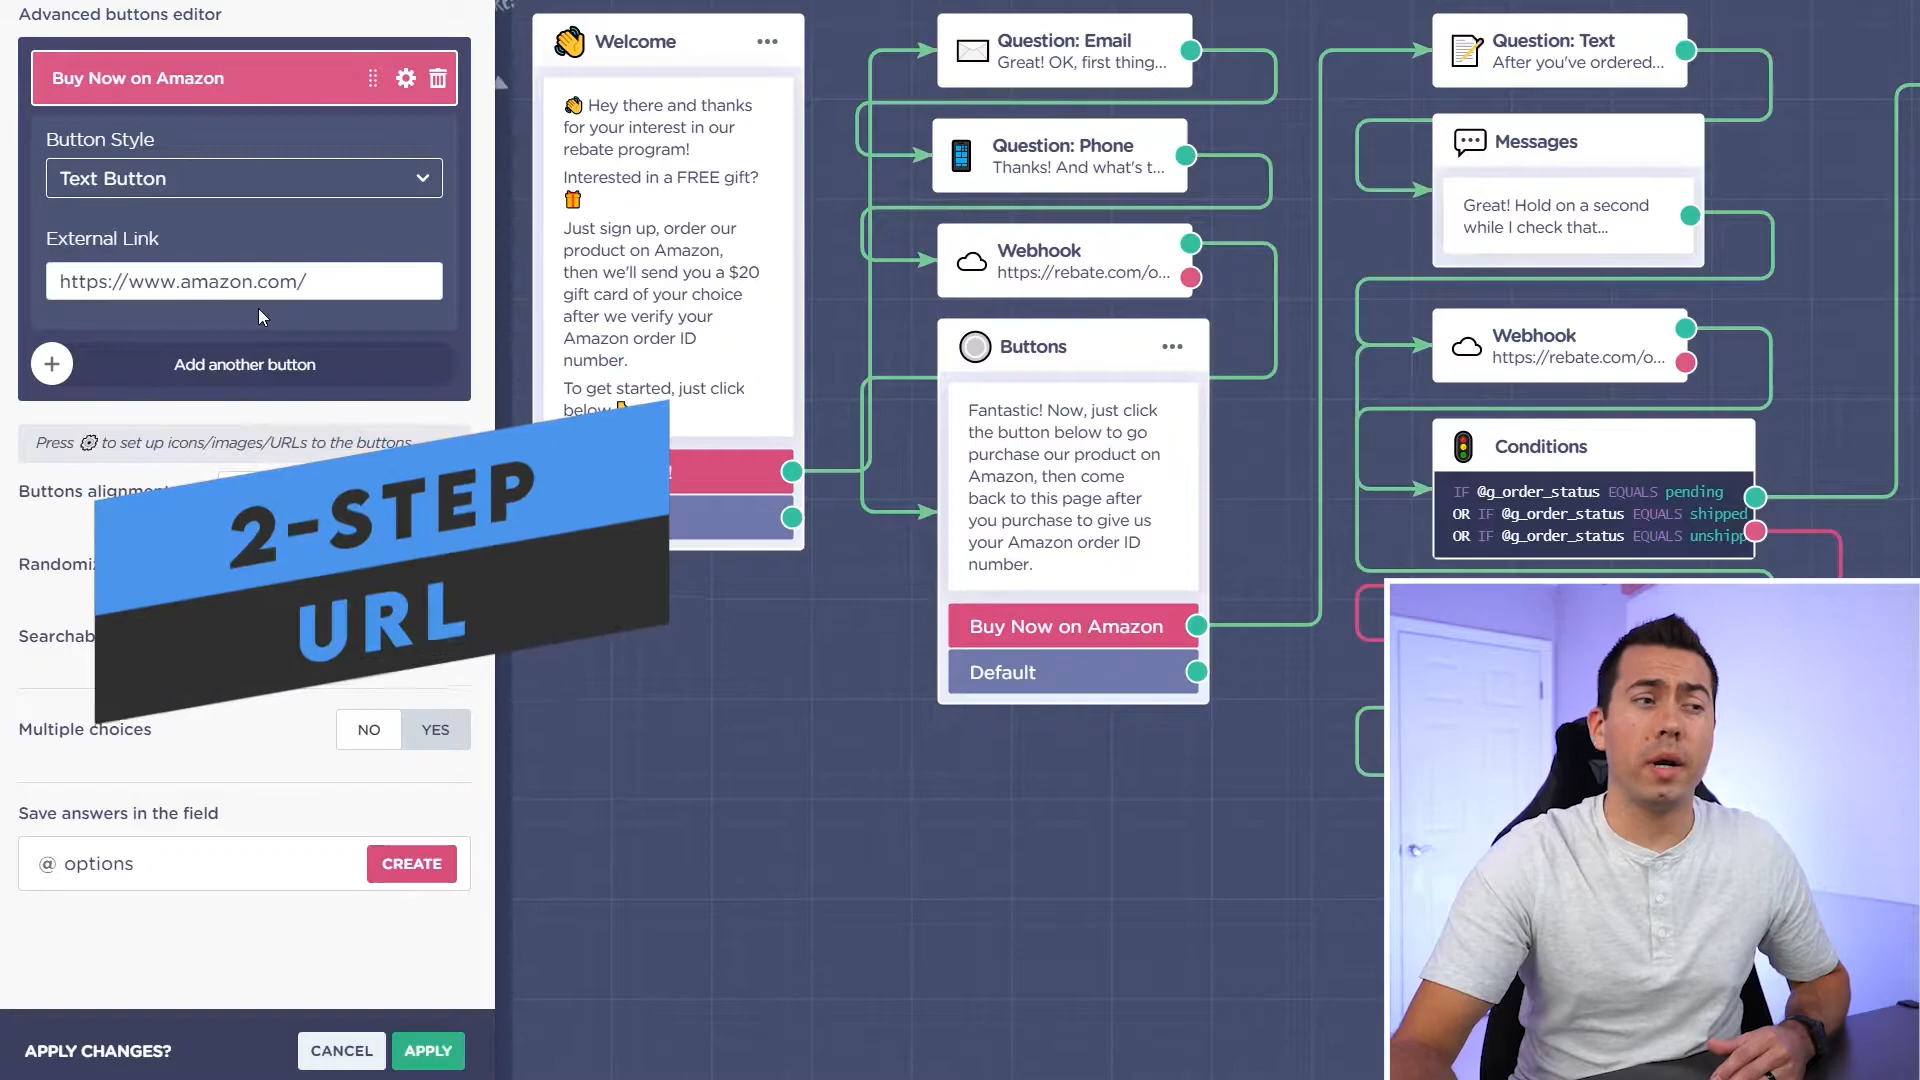 Advanced buttons editor
Buy Now on Amazon
Button Style
Text Button
External Link
https://www.amazon.com/
Add another button
Press to set up icons/images/URLs to the buttons
Buttons alignment
Searchab
Multiple choices
NO
YES
Save answers in the field
@ options
CREATE
APPLY CHANGES?
CANCEL
APPLY
2-STEP
URL
Welcome
Hey there and thanks
for your interest in our
rebate program!
Interested in a FREE gift?
Just sign up, order our
product on Amazon,
then we'll send you a $20
gift card of your choice
after we verify your
Amazon order ID
number.
To get started, just click
below
Question: Email
Great! OK, first thing...
Question: Phone
Thanks! And what's t...
Webhook
https://rebate.com/o...
Buttons
Fantastic! Now, just click
the button below to go
purchase our product on
Amazon, then come
back to this page after
you purchase to give us
your Amazon order ID
number.
Buy Now on Amazon
Default
Question: Text
After you've ordered...
Messages
Great! Hold on a second
while I check that...
Webhook
https://rebate.com/o...
Conditions
IF @g_order_status EQUALS pending
OR IF @g_order_status EQUALS shipped
OR IF @g_order_status EQUALS unshipp